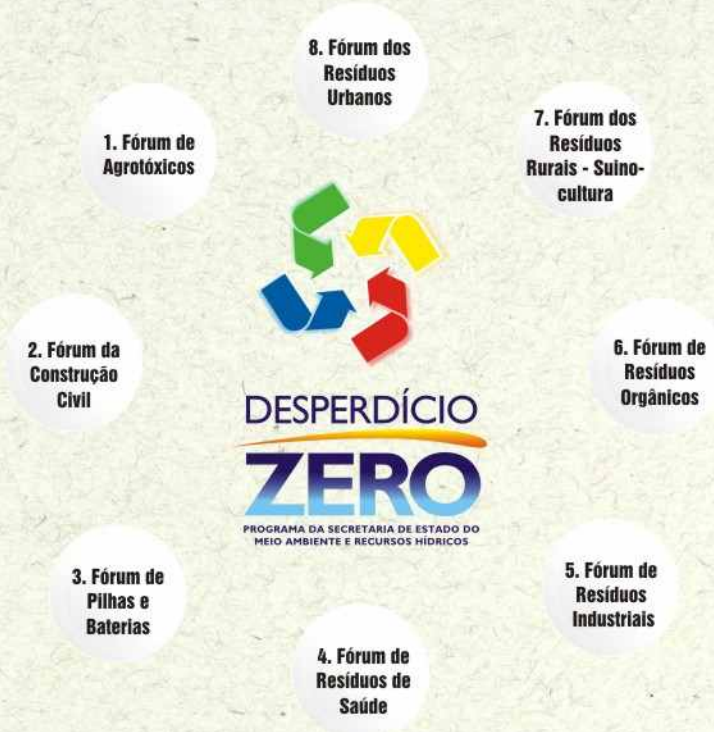 8. Fórum dos
Resíduos
Urbanos
1. Fórum de
Agrotóxicos
7. Fórum dos
Resíduos
Rurais - Suino-
cultura
2. Fórum da
Construção
Civil
6. Fórum de
Resíduos
Orgânicos
DESPERDÍCIO
ZERO
PROGRAMA DA SECRETARIA DE ESTADO DO
MEIO AMBIENTE E RECURSOS HÍDRICOS
3. Fórum de
Pilhas e
Baterias
5. Fórum de
Resíduos
Industriais
4. Fórum de
Resíduos de
Saúde